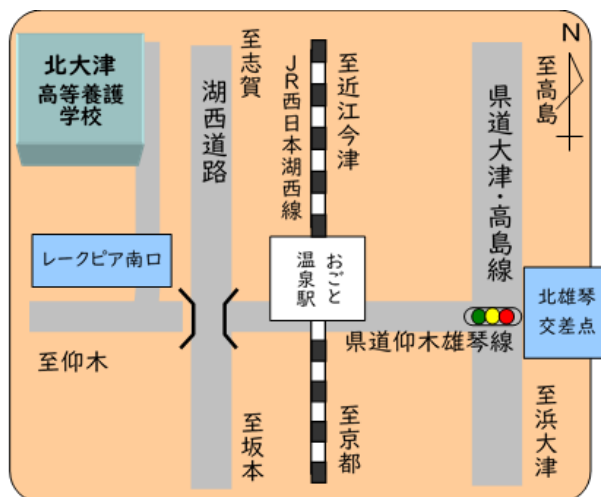 北大津
高等養護
学校
至志賀
湖西道路
JR西日本湖西線
至近江今津
県道大津・高島線
N
至高島
レークピア南口
おごと
温泉駅
北雄琴
交差点
県道仰木雄琴線
至仰木
至坂本
至京都
至浜大津